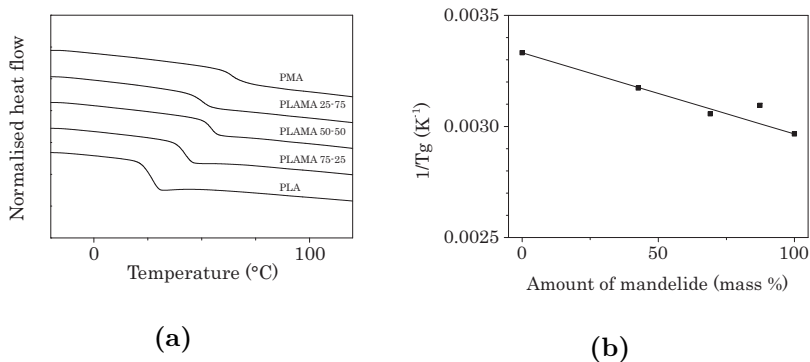 Normalised heat flow
PMA
PLAMA 25-75
PLAMA 50-50
PLAMA 75-25
PLA
0
100
Temperature (°C)
(a)
0.0035
0.0030
0.0025
1/Tg (K⁻¹)
0
50
100
Amount of mandelide (mass %)
(b)